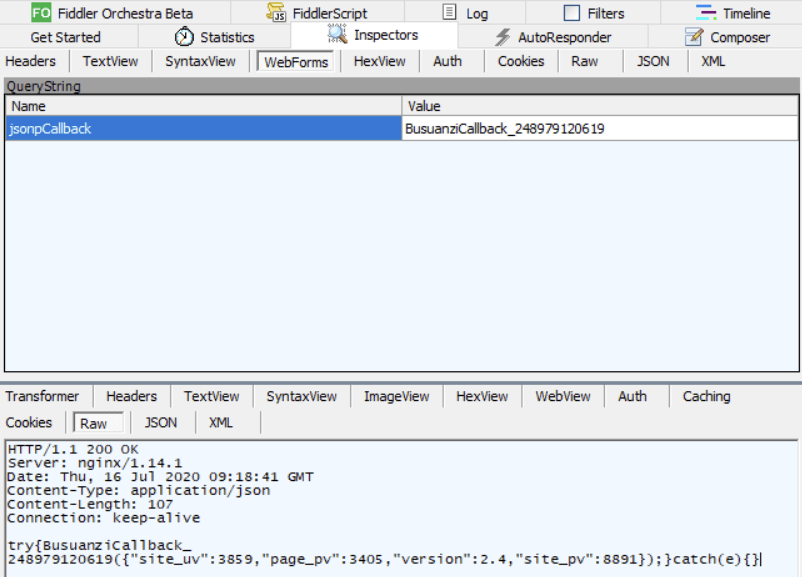 FO Fiddler Orchestra Beta FiddlerScript Log Filters Timeline
Get Started Statistics Inspectors AutoResponder Composer
Headers TextView SyntaxView WebForms HexView Auth Cookies Raw JSON XML
QueryString
Name Value
jsonpCallback BusuanziCallback_248979120619
Transformer Headers TextView SyntaxView ImageView HexView WebView Auth Caching
Cookies Raw JSON XML
HTTP/1.1 200 OK
Server: nginx/1.14.1
Date: Thu, 16 Jul 2020 09:18:41 GMT
Content-Type: application/json
Content-Length: 107
Connection: keep-alive
try{BusuanziCallback_
248979120619({"site_uv":3859,"page_pv":3405,"version":2.4,"site_pv":8891});}catch(e){}